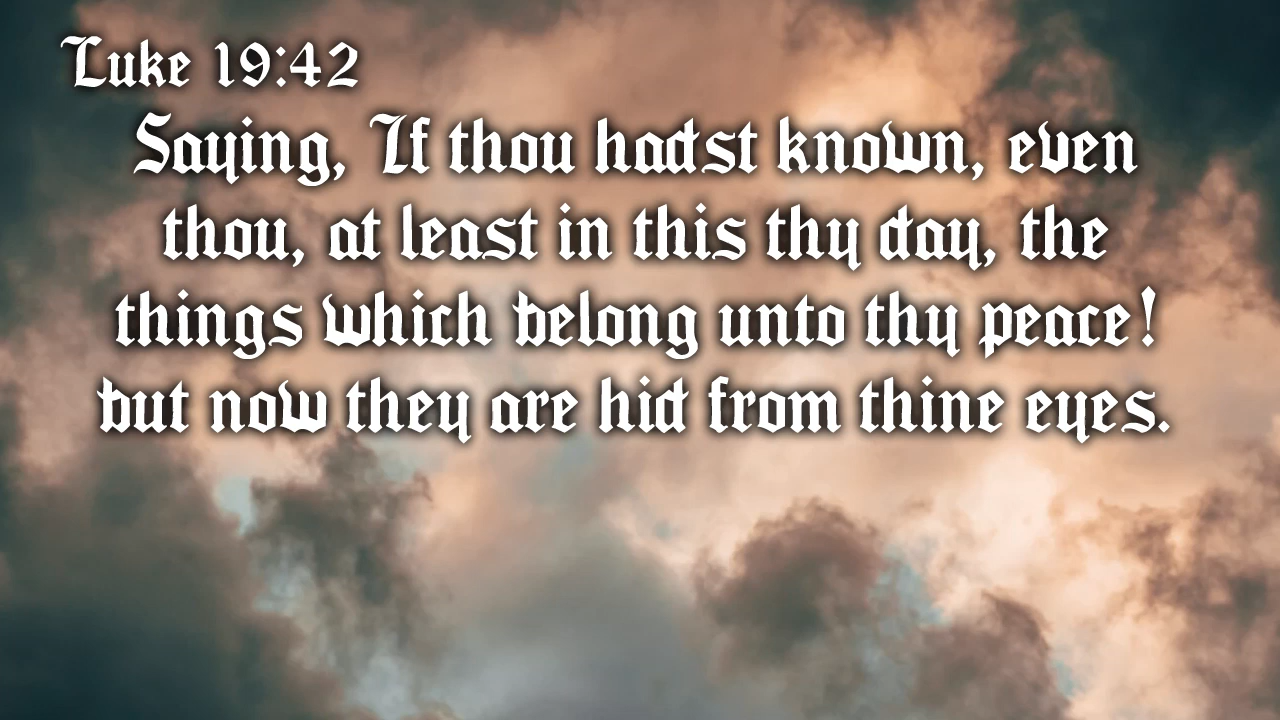 Luke 19:42
Saying, If thou hadst known, even
thou, at least in this thy day, the
things which belong unto thy peace!
but now they are hid from thine eyes.